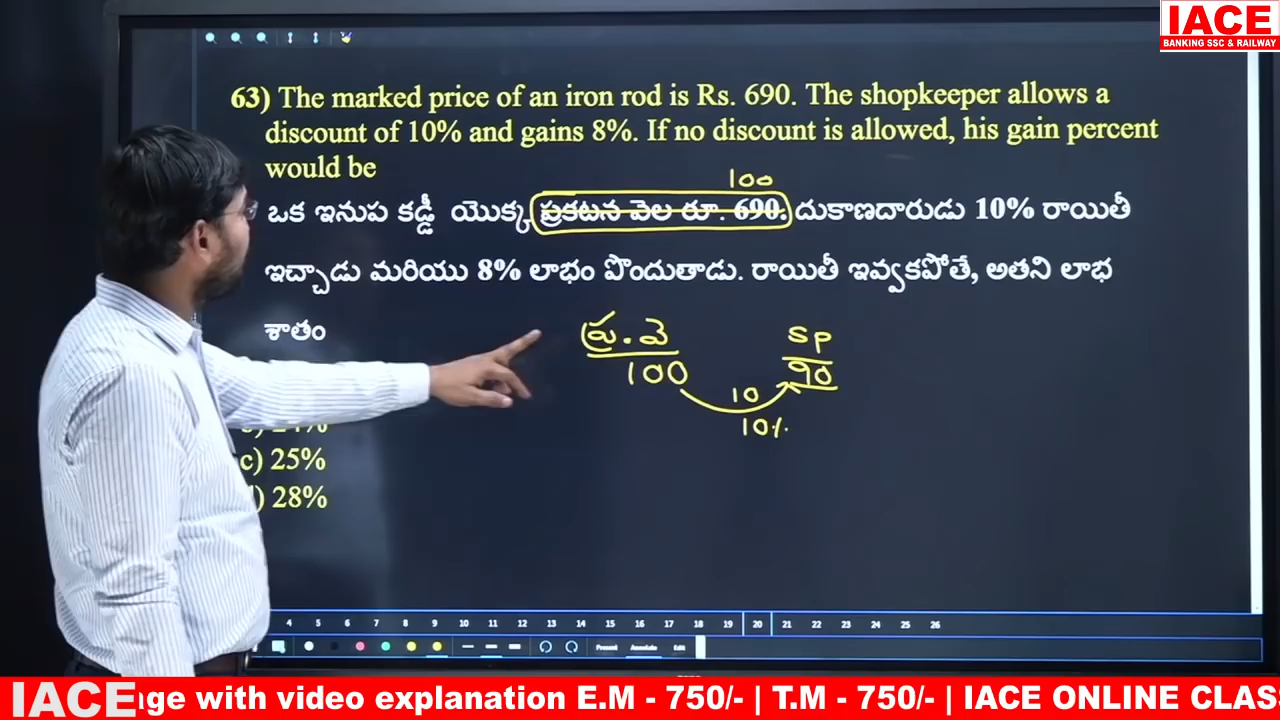 IACE
BANKING SSC & RAILWAY
63) The marked price of an iron rod is Rs. 690. The shopkeeper allows a
discount of 10% and gains 8%. If no discount is allowed, his gain percent
would be
100
ఒక ఇనుప కడ్డీ యొక్క ప్రకటన వెల రూ. 690. దుకాణదారుడు 10% రాయితీ
ఇచ్చాడు మరియు 8% లాభం పొందుతాడు. రాయితీ ఇవ్వకపోతే, అతని లాభ
శాతం
ప్ర.వె SP
100 90
10
10%
b) 24%
c) 25%
d) 28%
4 5 6 7 8 9 10 11 12 13 14 15 16 17 18 19 20 21 22 23 24 25 26
Present Annotate Edit
IACE ge with video explanation E.M - 750/- | T.M - 750/- | IACE ONLINE CLAS